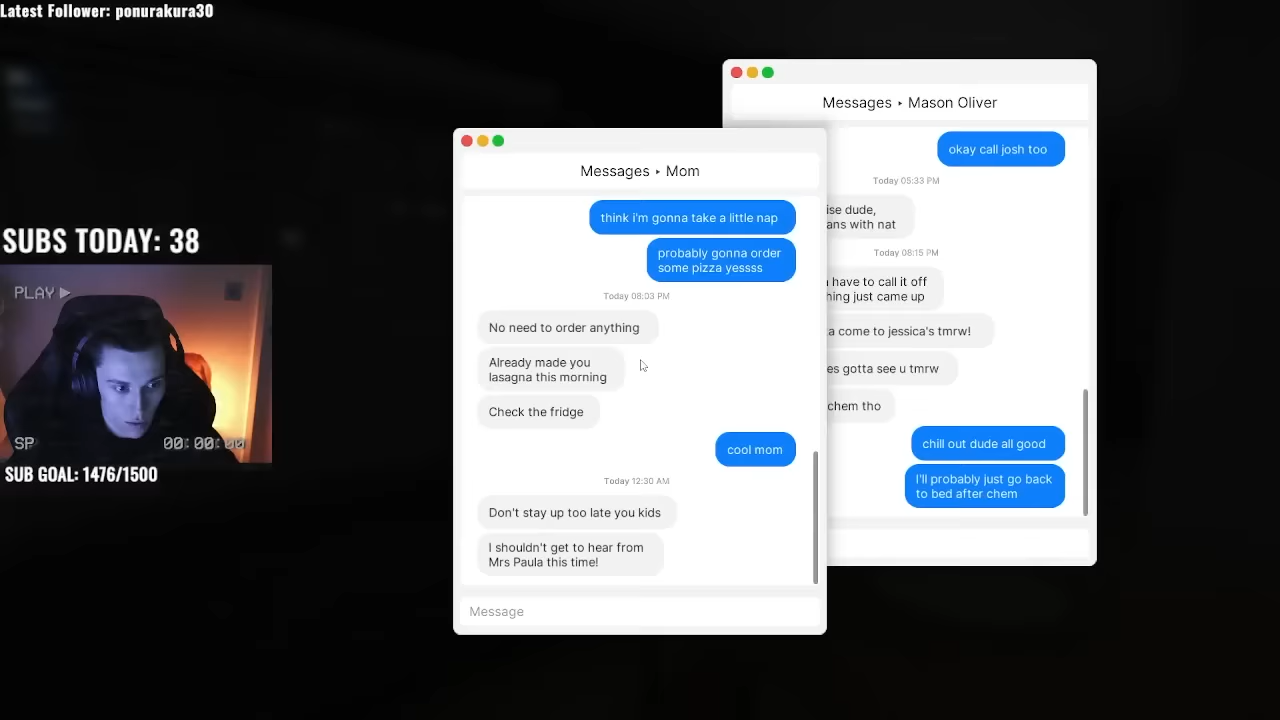 Latest Follower: ponurakura30
SUBS TODAY: 38
PLAY
SP
00:00:00
SUB GOAL: 1476/1500
Messages ‣ Mom
think i'm gonna take a little nap
probably gonna order
some pizza yessss
Today 08:03 PM
No need to order anything
Already made you
lasagna this morning
Check the fridge
cool mom
Today 12:30 AM
Don't stay up too late you kids
I shouldn't get to hear from
Mrs Paula this time!
Message
Messages ‣ Mason Oliver
okay call josh too
Today 05:33 PM
dude,
with nat
Today 08:15 PM
have to call it off
just came up
come to jessica's tmrw!
gotta see u tmrw
chem tho
chill out dude all good
I'll probably just go back
to bed after chem